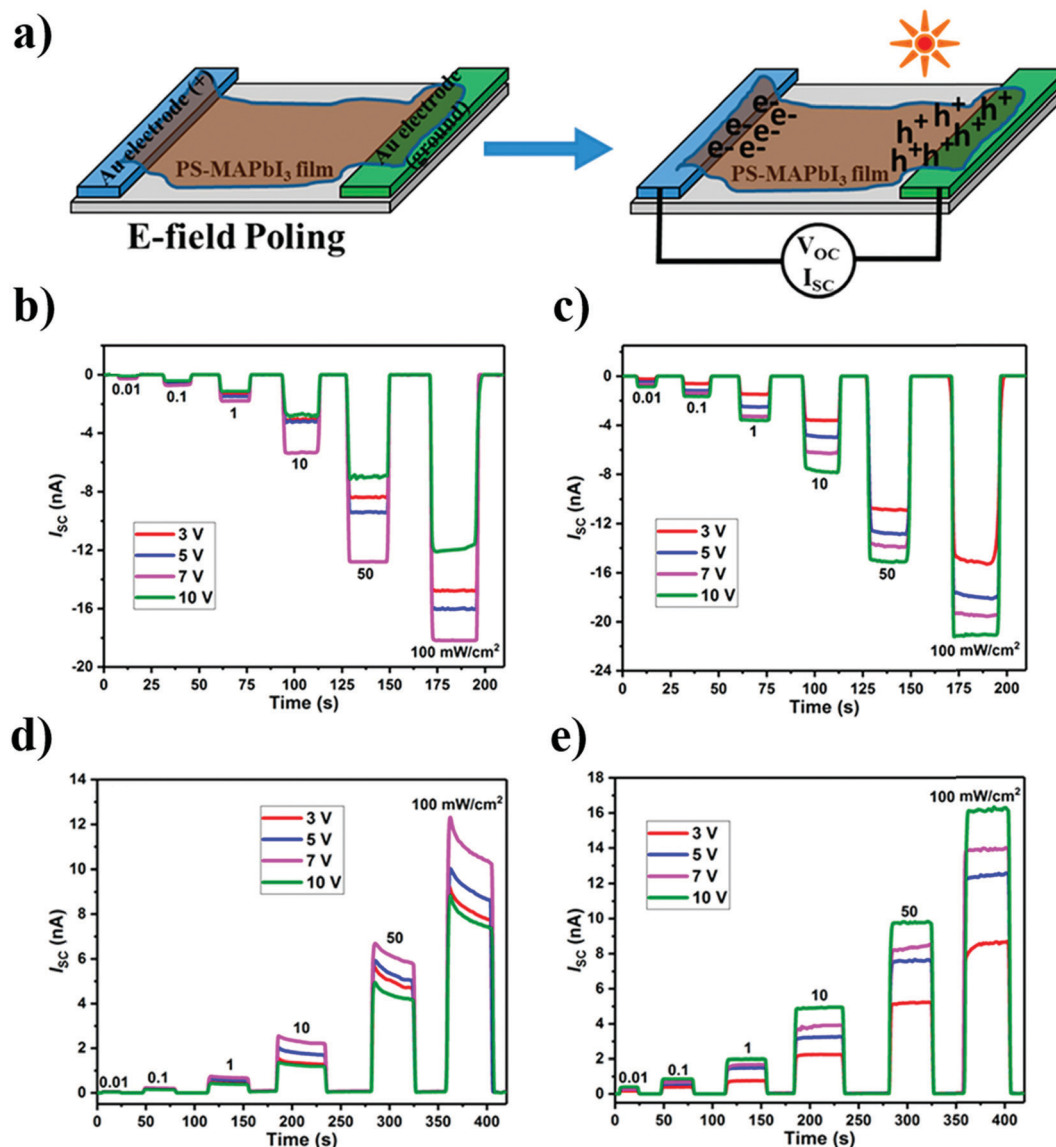 a)
Au electrode (+)
PS-MAPbI₃ film
Au electrode
(ground)
E-field Poling
e- e- e- e- e- e- e-
h⁺ h⁺ h⁺ h⁺ h⁺ h⁺ h⁺
PS-MAPbI₃ film
V_OC
I_SC
b)
I_SC (nA)
0
-4
-8
-12
-16
-20
0.01
0.1
1
10
50
100 mW/cm²
3 V
5 V
7 V
10 V
0 25 50 75 100 125 150 175 200
Time (s)
c)
I_SC (nA)
0
-4
-8
-12
-16
-20
-24
0.01
0.1
1
10
50
100 mW/cm²
3 V
5 V
7 V
10 V
0 25 50 75 100 125 150 175 200
Time (s)
d)
I_SC (nA)
14
12
10
8
6
4
2
0
100 mW/cm²
3 V
5 V
7 V
10 V
50
10
1
0.01
0.1
0 50 100 150 200 250 300 350 400
Time (s)
e)
I_SC (nA)
18
16
14
12
10
8
6
4
2
0
100 mW/cm²
3 V
5 V
7 V
10 V
50
10
1
0.1
0.01
0 50 100 150 200 250 300 350 400
Time (s)